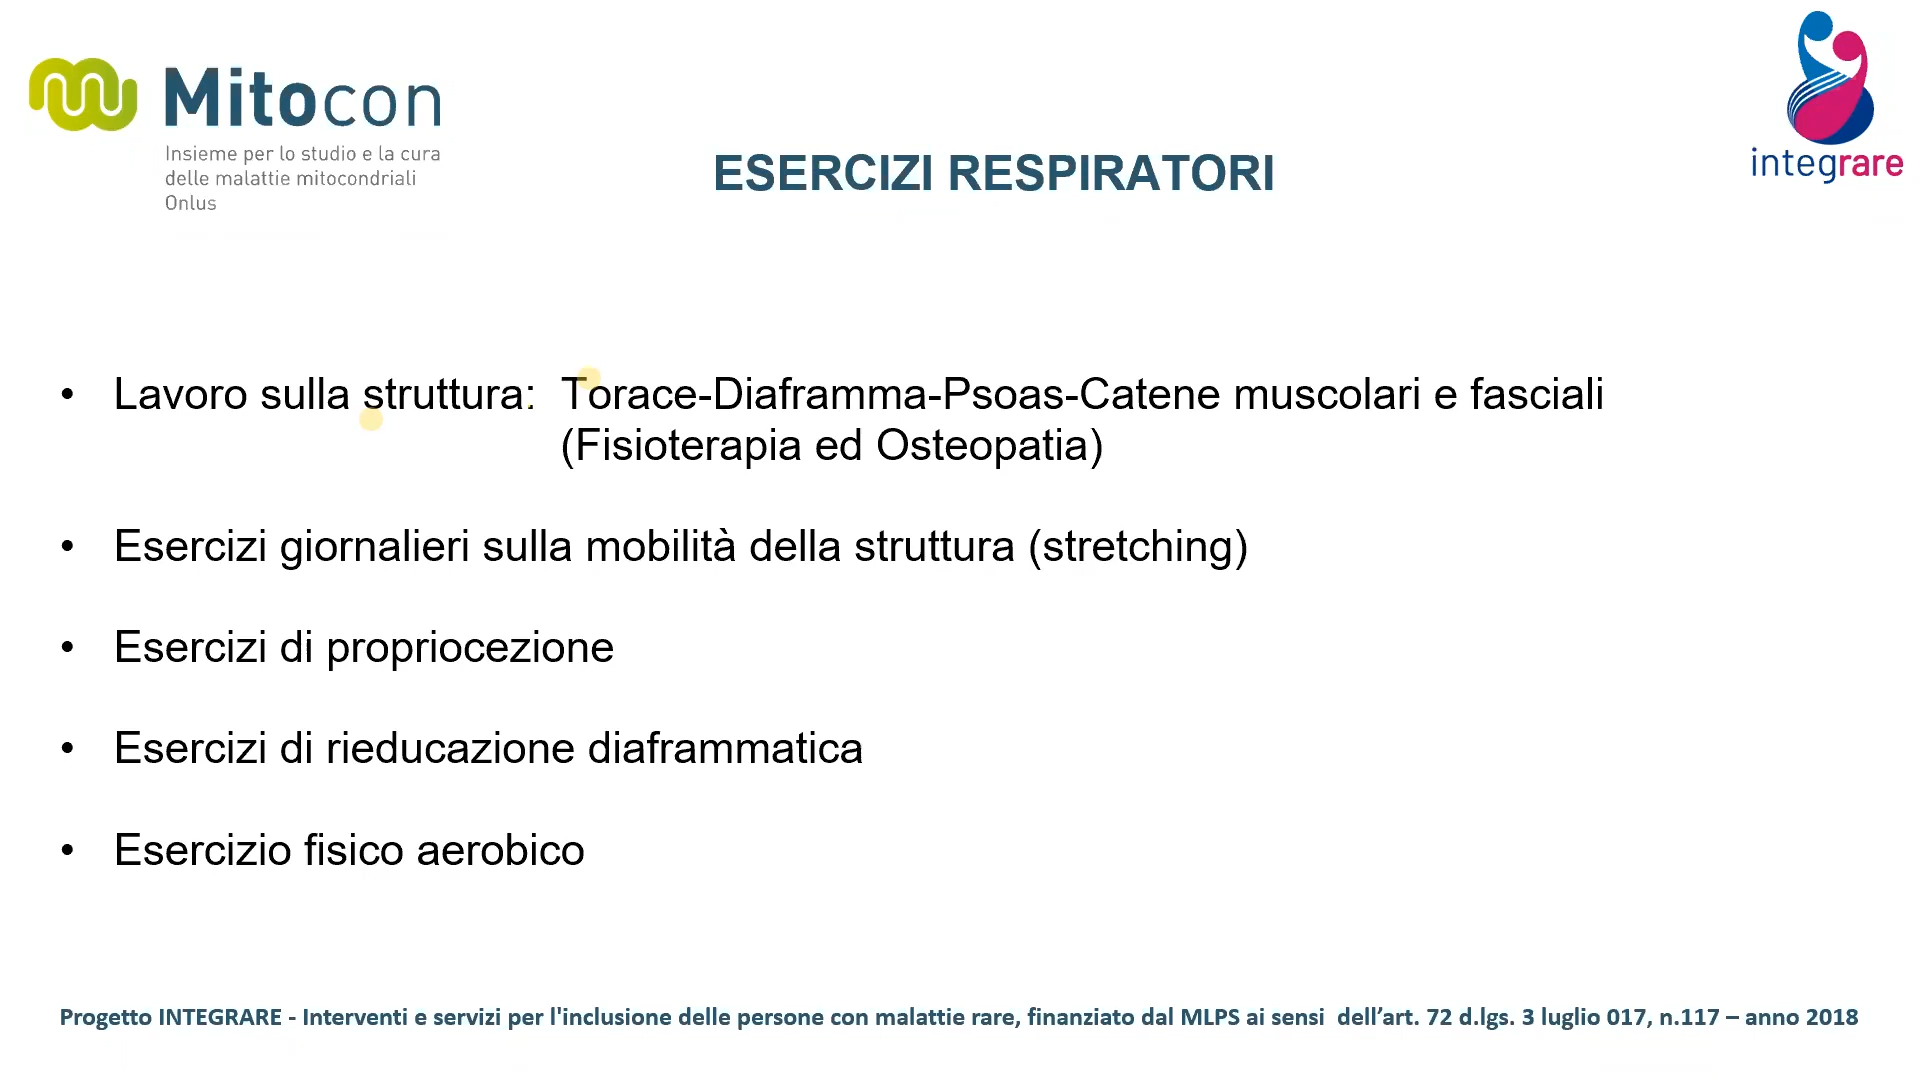 Mitocon
Insieme per lo studio e la cura
delle malattie mitocondriali
Onlus
integrare
ESERCIZI RESPIRATORI
• Lavoro sulla struttura: Torace-Diaframma-Psoas-Catene muscolari e fasciali
(Fisioterapia ed Osteopatia)
• Esercizi giornalieri sulla mobilità della struttura (stretching)
• Esercizi di propriocezione
• Esercizi di rieducazione diaframmatica
• Esercizio fisico aerobico
Progetto INTEGRARE - Interventi e servizi per l'inclusione delle persone con malattie rare, finanziato dal MLPS ai sensi dell’art. 72 d.lgs. 3 luglio 017, n.117 – anno 2018